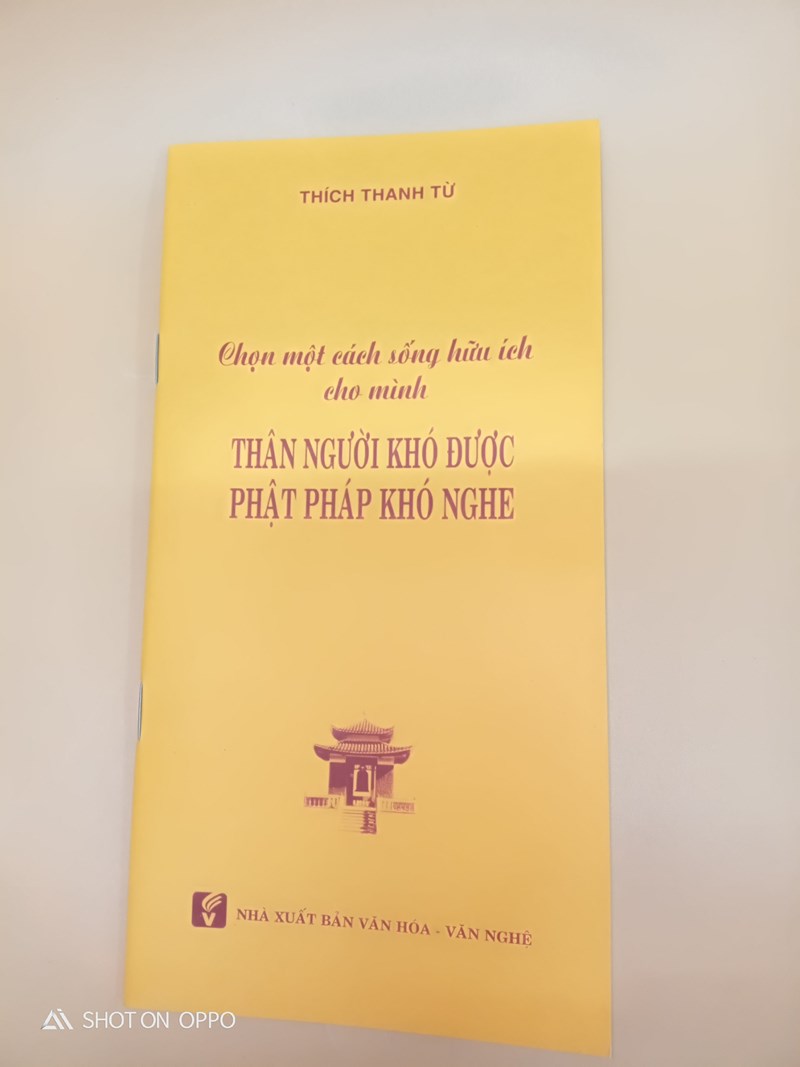 THÍCH THANH TỪ
Chọn một cách sống hữu ích
cho mình
THÂN NGƯỜI KHÓ ĐƯỢC
PHẬT PHÁP KHÓ NGHE
NHÀ XUẤT BẢN VĂN HÓA - VĂN NGHỆ
SHOT ON OPPO